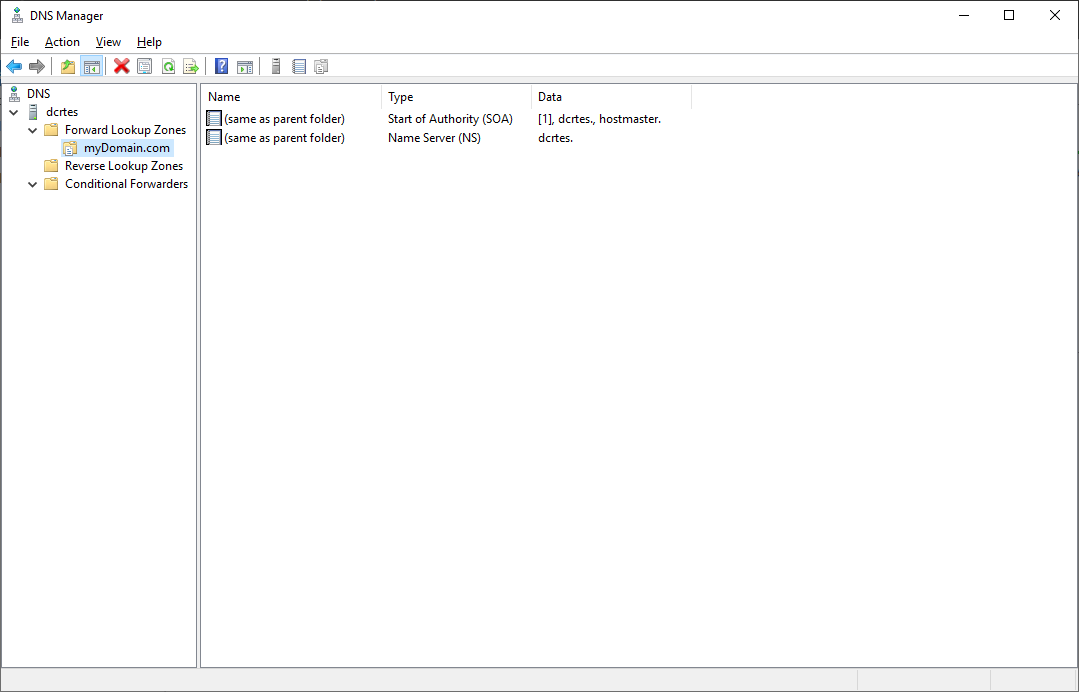 DNS Manager
File Action View Help
DNS
dcrtes
Forward Lookup Zones
myDomain.com
Reverse Lookup Zones
Conditional Forwarders
Name Type Data
(same as parent folder) Start of Authority (SOA) [1], dcrtes., hostmaster.
(same as parent folder) Name Server (NS) dcrtes.